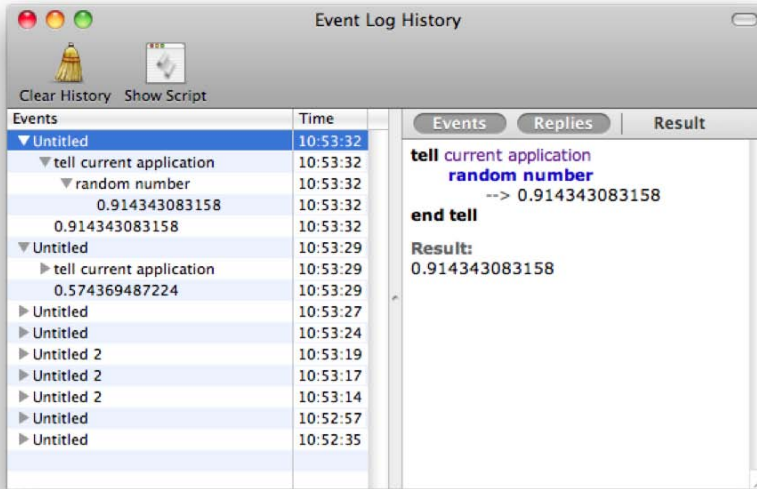 Event Log History
Clear History Show Script
Events Time
Untitled 10:53:32
tell current application 10:53:32
random number 10:53:32
0.914343083158 10:53:32
0.914343083158 10:53:32
Untitled 10:53:29
tell current application 10:53:29
0.574369487224 10:53:29
Untitled 10:53:27
Untitled 10:53:24
Untitled 2 10:53:19
Untitled 2 10:53:17
Untitled 2 10:53:14
Untitled 10:52:57
Untitled 10:52:35
Events Replies Result
tell current application
random number
--> 0.914343083158
end tell
Result:
0.914343083158